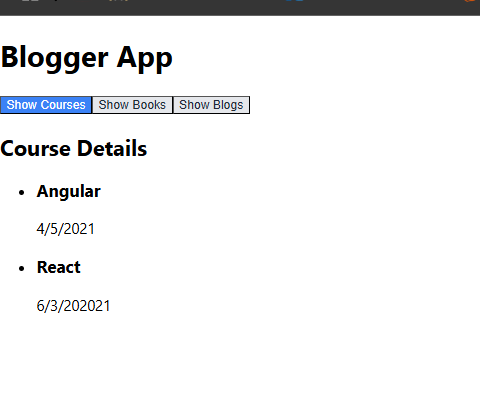 Blogger App
Show Courses Show Books Show Blogs
Course Details
Angular
4/5/2021
React
6/3/202021